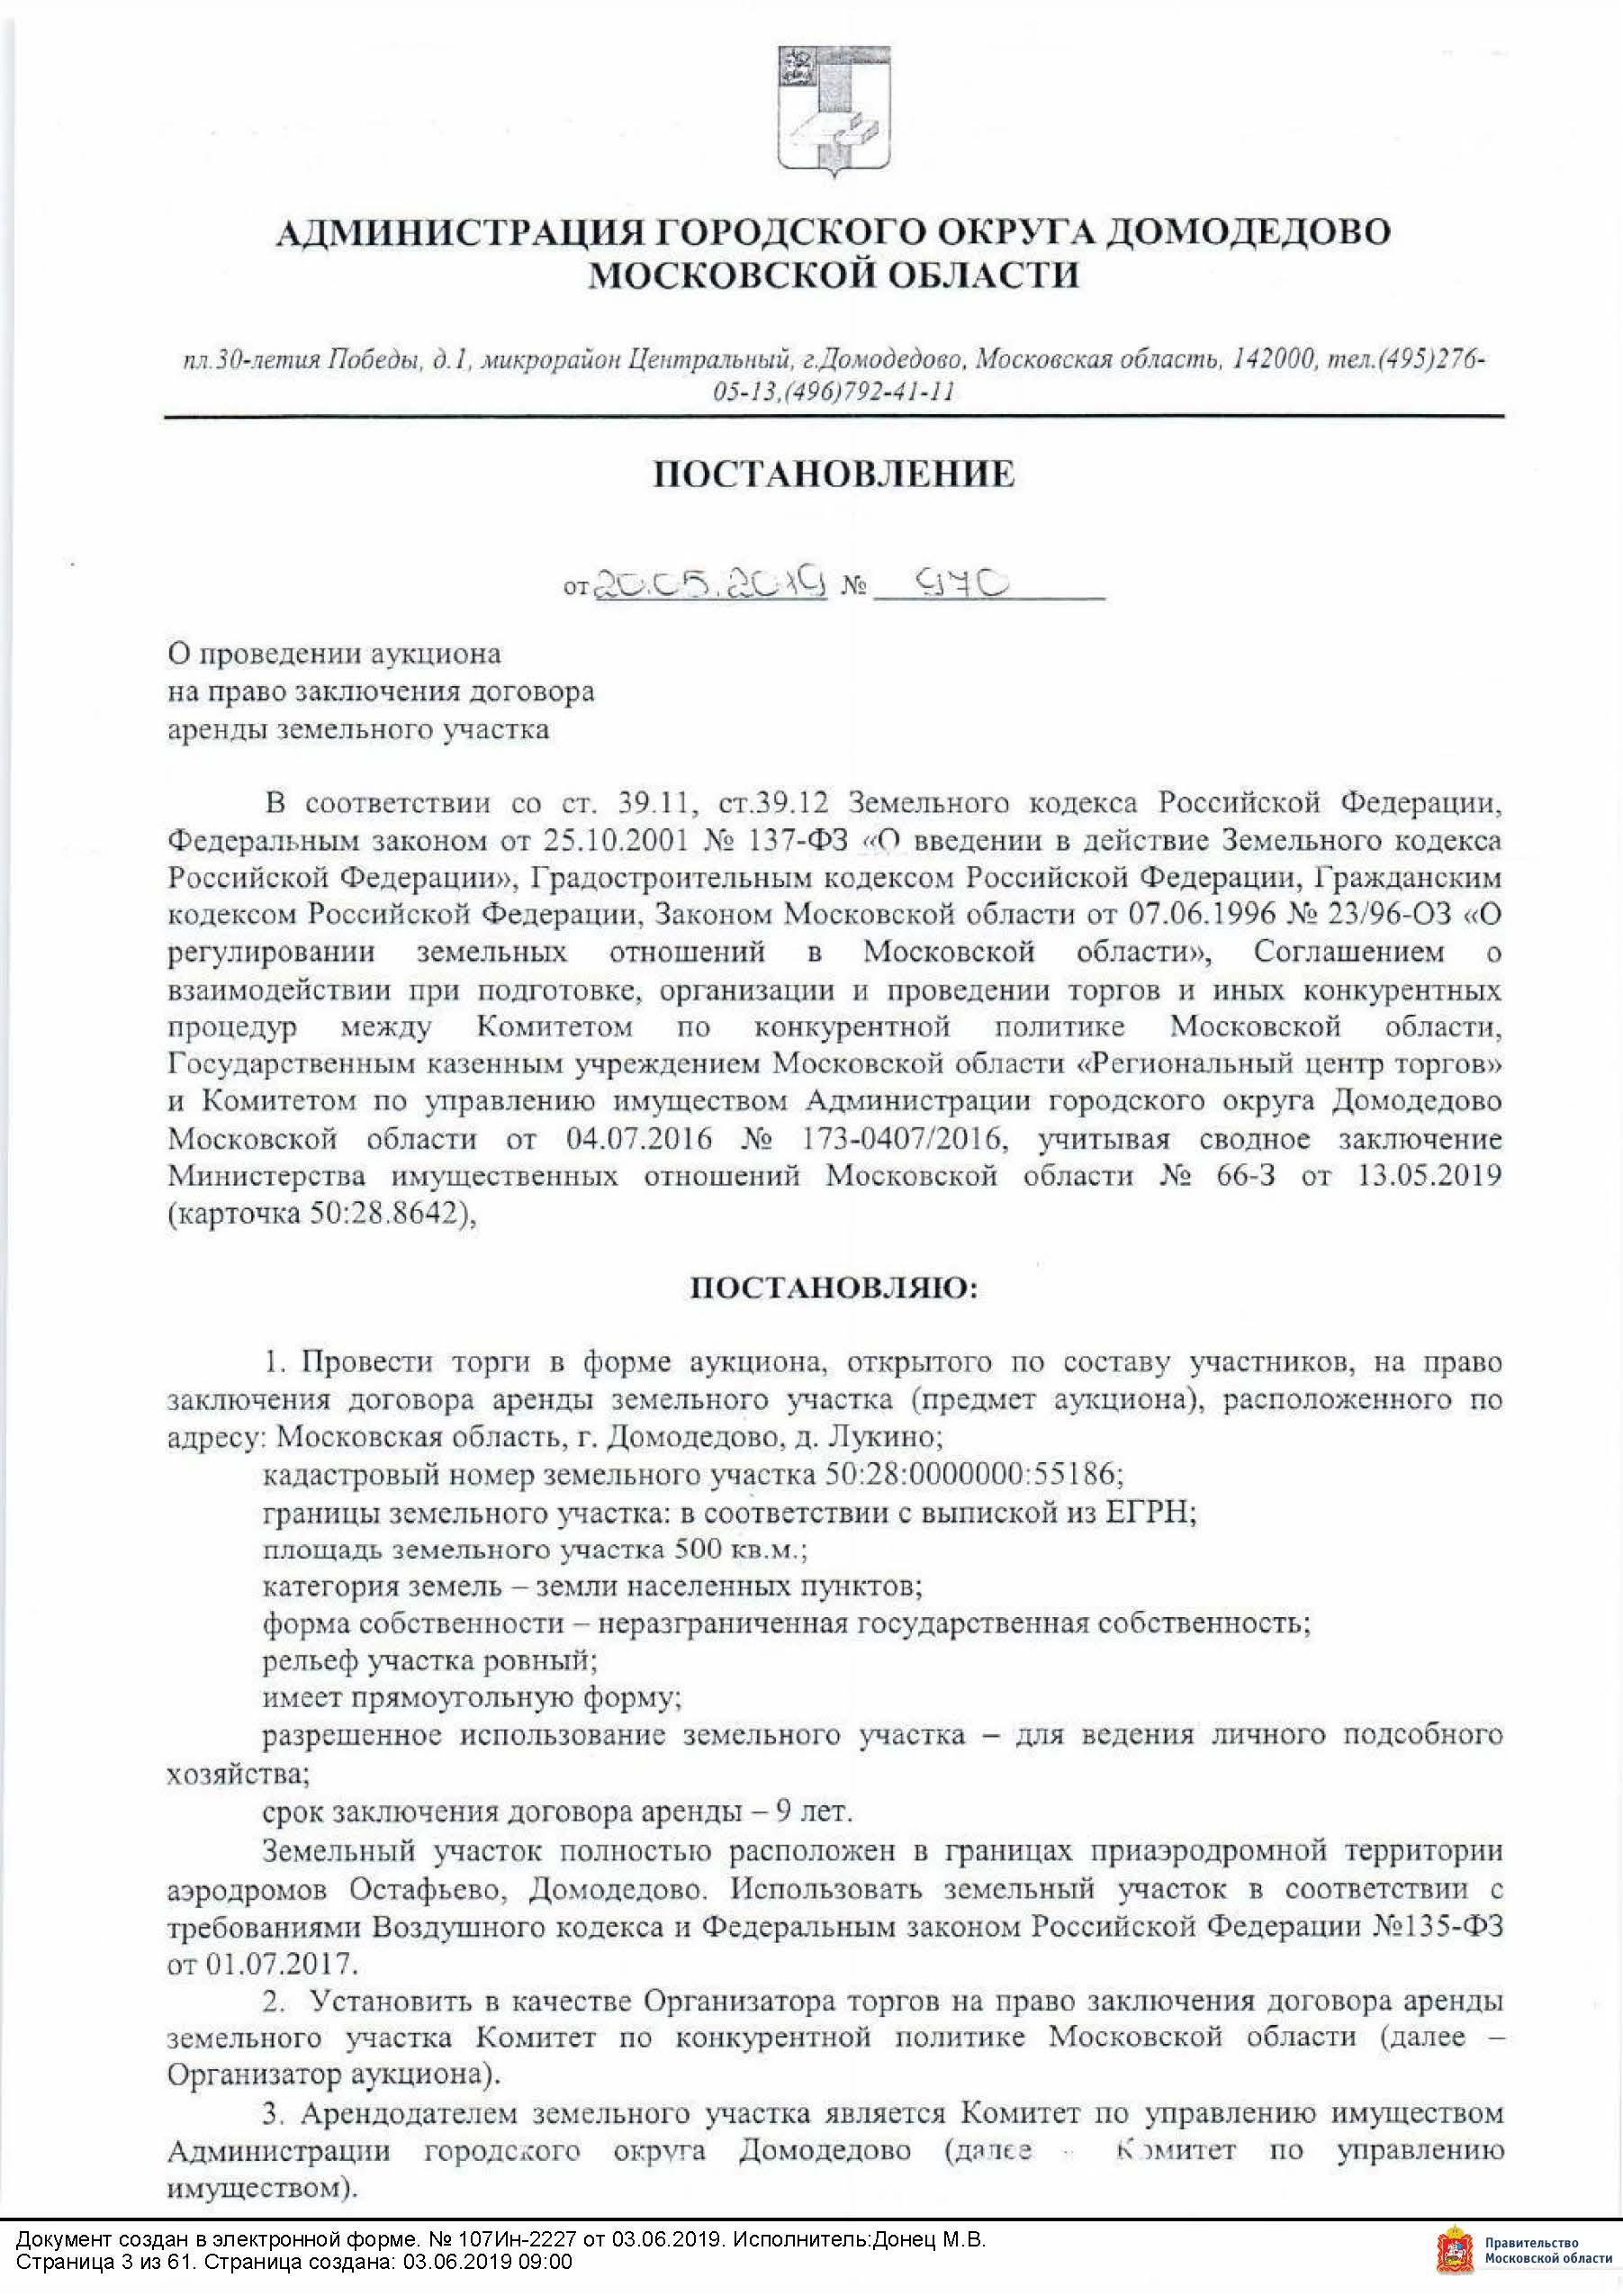 АДМИНИСТРАЦИЯ ГОРОДСКОГО ОКРУГА ДОМОДЕДОВО
МОСКОВСКОЙ ОБЛАСТИ
пл.30-летия Победы, д.1, микрорайон Центральный, г.Домодедово, Московская область, 142000, тел.(495)276-
05-13,(496)792-41-11
ПОСТАНОВЛЕНИЕ
от 20.05.2019 № 970
О проведении аукциона
на право заключения договора
аренды земельного участка
В соответствии со ст. 39.11, ст.39.12 Земельного кодекса Российской Федерации,
Федеральным законом от 25.10.2001 № 137-ФЗ «О введении в действие Земельного кодекса
Российской Федерации», Градостроительным кодексом Российской Федерации, Гражданским
кодексом Российской Федерации, Законом Московской области от 07.06.1996 № 23/96-ОЗ «О
регулировании земельных отношений в Московской области», Соглашением о
взаимодействии при подготовке, организации и проведении торгов и иных конкурентных
процедур между Комитетом по конкурентной политике Московской области,
Государственным казенным учреждением Московской области «Региональный центр торгов»
и Комитетом по управлению имуществом Администрации городского округа Домодедово
Московской области от 04.07.2016 № 173-0407/2016, учитывая сводное заключение
Министерства имущественных отношений Московской области № 66-З от 13.05.2019
(карточка 50:28.8642),
ПОСТАНОВЛЯЮ:
1. Провести торги в форме аукциона, открытого по составу участников, на право
заключения договора аренды земельного участка (предмет аукциона), расположенного по
адресу: Московская область, г. Домодедово, д. Лукино;
кадастровый номер земельного участка 50:28:0000000:55186;
границы земельного участка: в соответствии с выпиской из ЕГРН;
площадь земельного участка 500 кв.м.;
категория земель – земли населенных пунктов;
форма собственности – неразграниченная государственная собственность;
рельеф участка ровный;
имеет прямоугольную форму;
разрешенное использование земельного участка – для ведения личного подсобного
хозяйства;
срок заключения договора аренды – 9 лет.
Земельный участок полностью расположен в границах приаэродромной территории
аэродромов Остафьево, Домодедово. Использовать земельный участок в соответствии с
требованиями Воздушного кодекса и Федеральным законом Российской Федерации №135-ФЗ
от 01.07.2017.
2. Установить в качестве Организатора торгов на право заключения договора аренды
земельного участка Комитет по конкурентной политике Московской области (далее –
Организатор аукциона).
3. Арендодателем земельного участка является Комитет по управлению имуществом
Администрации городского округа Домодедово (далее - Комитет по управлению
имуществом).
Документ создан в электронной форме. № 107Ин-2227 от 03.06.2019. Исполнитель:Донец М.В.
Страница 3 из 61. Страница создана: 03.06.2019 09:00
Правительство
Московской области